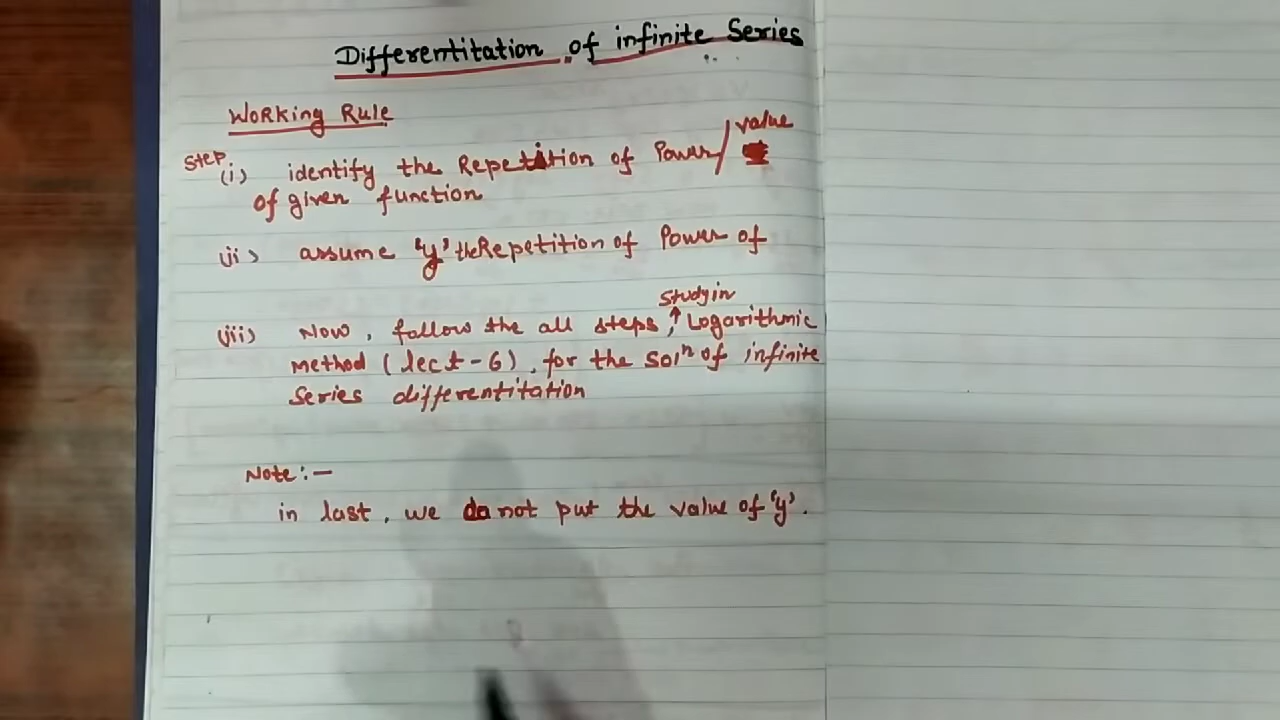 Differentitation of infinite Series
Working Rule
Step (i) identify the Repetition of Power/value
of given function
(ii) assume 'y' the Repetition of Power of
(iii) Now, follow the all steps, Study in Logarithmic
method (lect-6), for the solⁿ of infinite
Series differentitation
Note:-
in last, we do not put the value of 'y'.